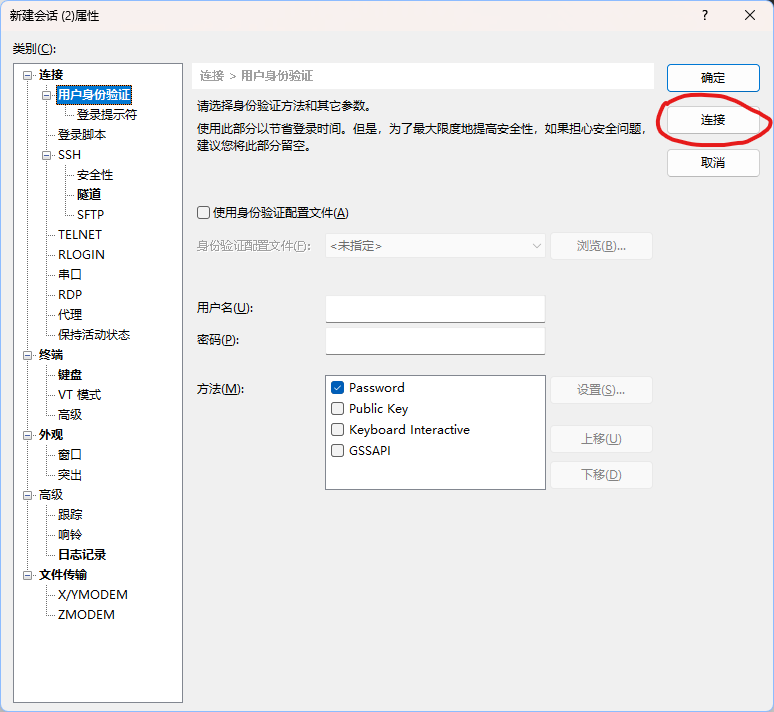 新建会话 (2)属性
?
类别(C):
连接
用户身份验证
登录提示符
登录脚本
SSH
安全性
隧道
SFTP
TELNET
RLOGIN
串口
RDP
代理
保持活动状态
终端
键盘
VT 模式
高级
外观
窗口
突出
高级
跟踪
响铃
日志记录
文件传输
X/YMODEM
ZMODEM
连接 > 用户身份验证
请选择身份验证方法和其它参数。
使用此部分以节省登录时间。但是，为了最大限度地提高安全性，如果担心安全问题，
建议您将此部分留空。
使用身份验证配置文件(A)
身份验证配置文件(F):
<未指定>
浏览(B)...
用户名(U):
密码(P):
方法(M):
Password
Public Key
Keyboard Interactive
GSSAPI
设置(S)...
上移(U)
下移(D)
确定
连接
取消